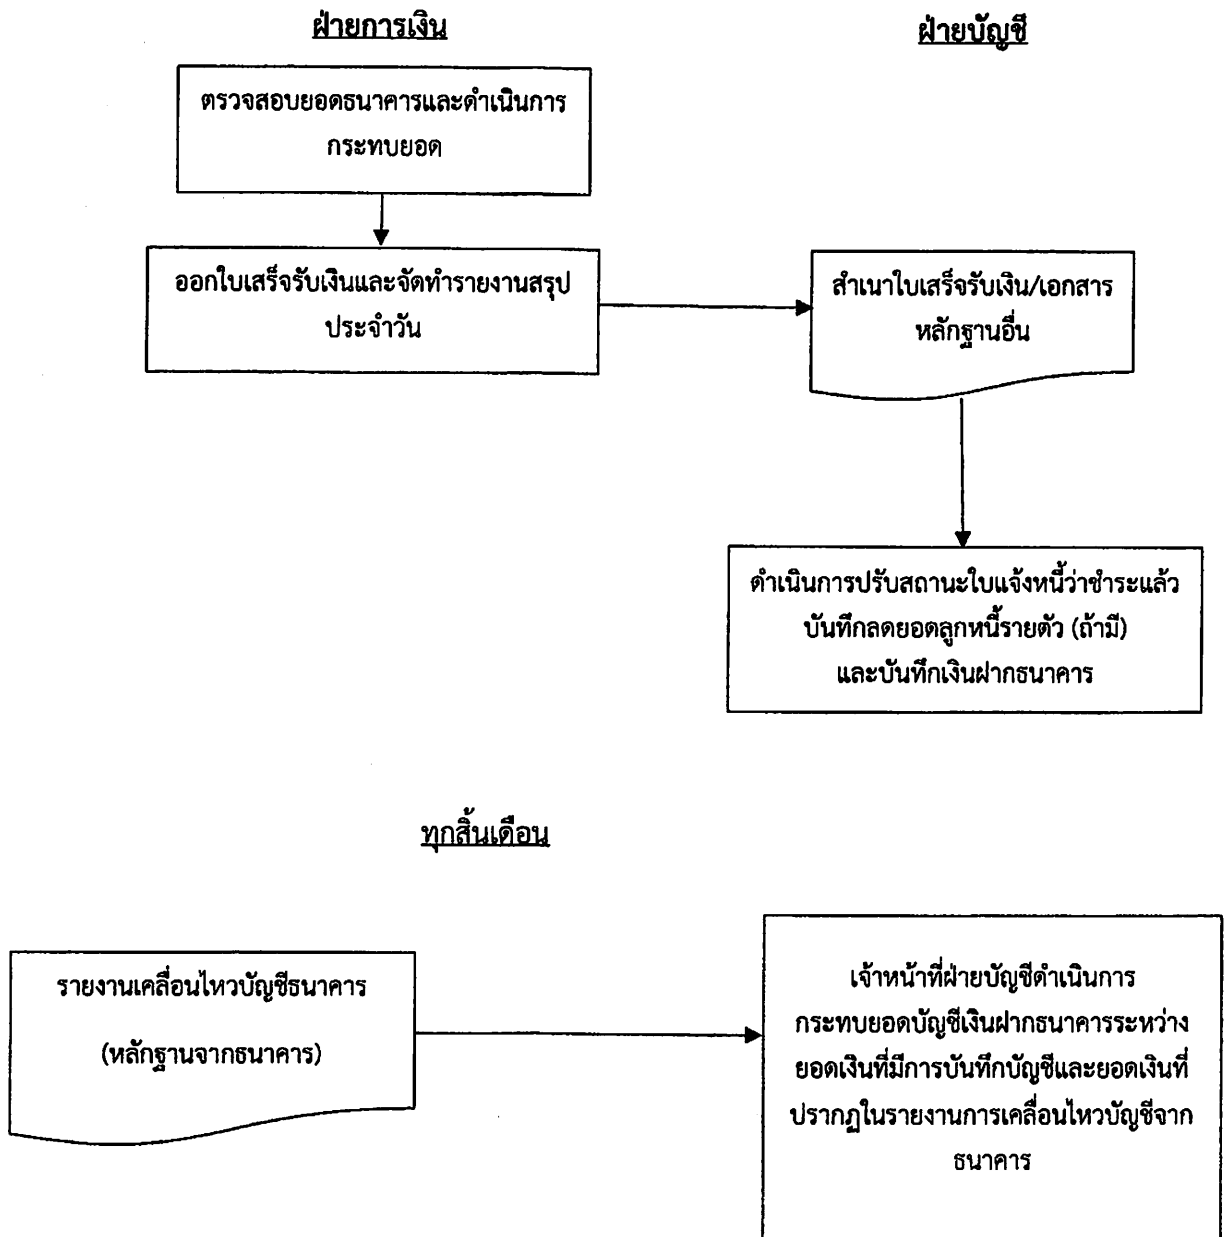 ฝ่ายการเงิน
ฝ่ายบัญชี
ตรวจสอบยอดธนาคารและดำเนินการ
กระทบยอด
ออกใบเสร็จรับเงินและจัดทำรายงานสรุป
ประจำวัน
สำเนาใบเสร็จรับเงิน/เอกสาร
หลักฐานอื่น
ดำเนินการปรับสถานะใบแจ้งหนี้ว่าชำระแล้ว
บันทึกลดยอดลูกหนี้รายตัว (ถ้ามี)
และบันทึกเงินฝากธนาคาร
ทุกสิ้นเดือน
รายงานเคลื่อนไหวบัญชีธนาคาร
(หลักฐานจากธนาคาร)
เจ้าหน้าที่ฝ่ายบัญชีดำเนินการ
กระทบยอดบัญชีเงินฝากธนาคารระหว่าง
ยอดเงินที่มีการบันทึกบัญชีและยอดเงินที่
ปรากฏในรายงานการเคลื่อนไหวบัญชีจาก
ธนาคาร